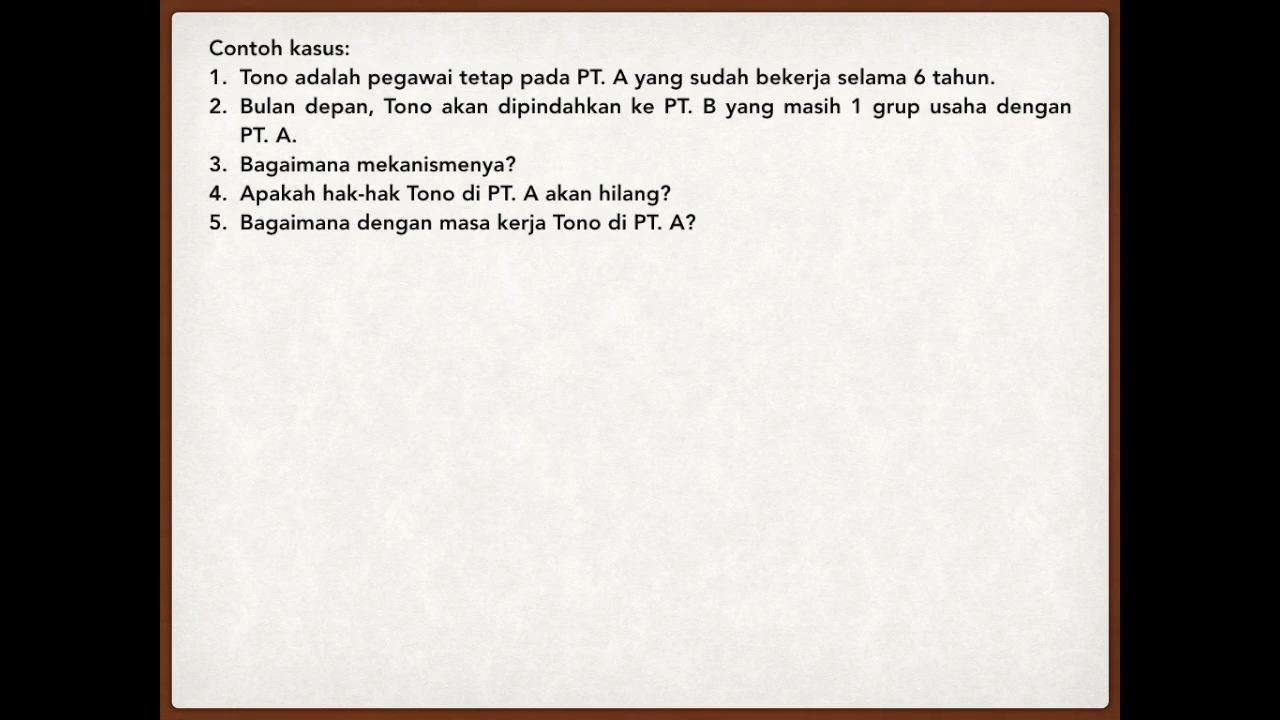 Contoh kasus:
1. Tono adalah pegawai tetap pada PT. A yang sudah bekerja selama 6 tahun.
2. Bulan depan, Tono akan dipindahkan ke PT. B yang masih 1 grup usaha dengan
PT. A.
3. Bagaimana mekanismenya?
4. Apakah hak-hak Tono di PT. A akan hilang?
5. Bagaimana dengan masa kerja Tono di PT. A?